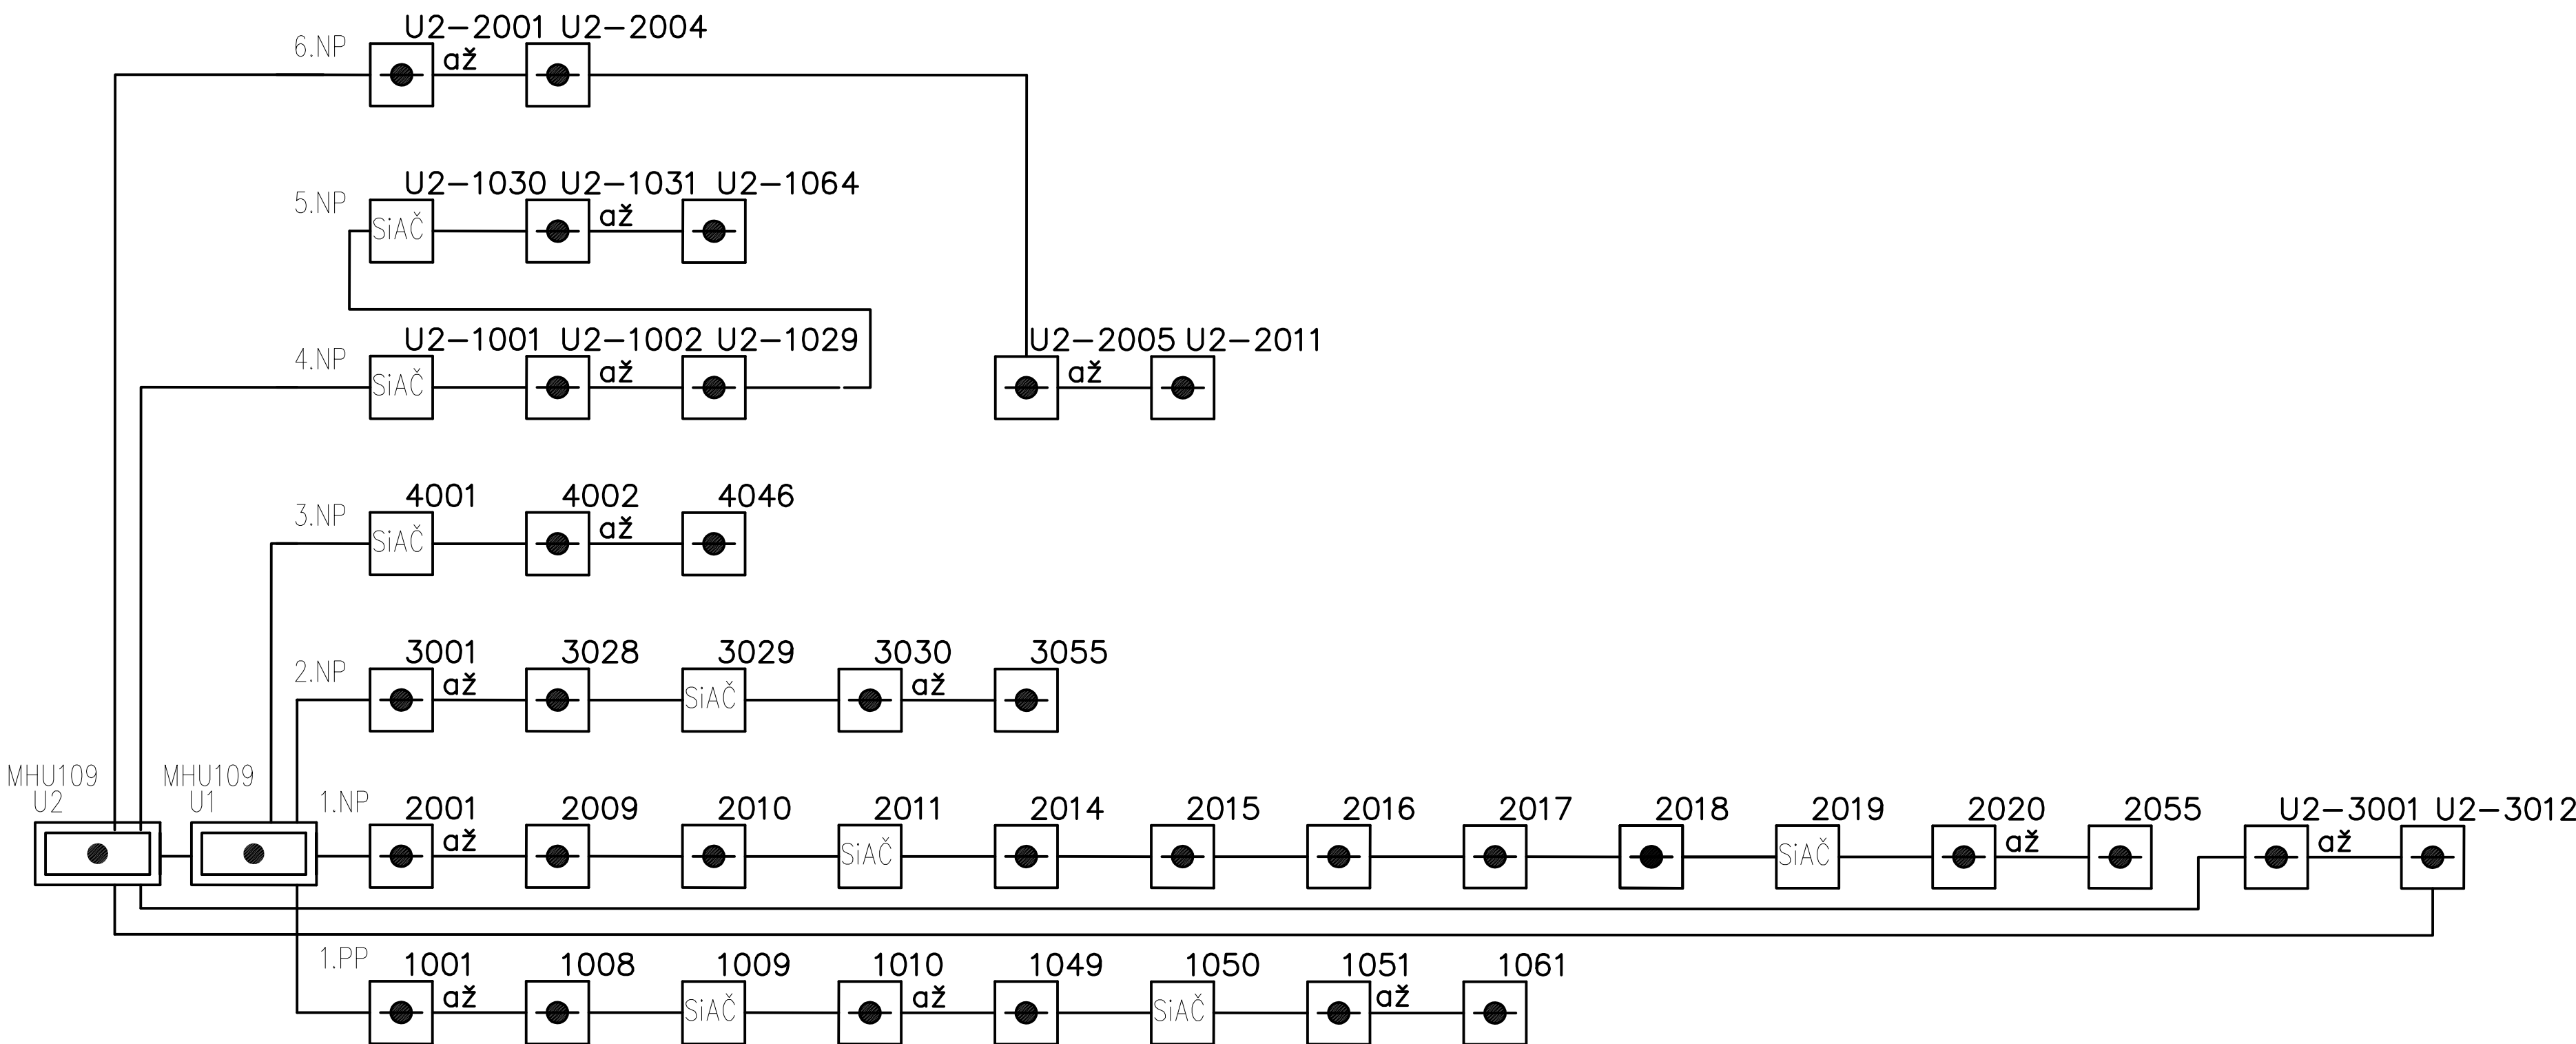 6.NP
U2-2001 U2-2004
až
5.NP
U2-1030 U2-1031 U2-1064
SiAČ
až
4.NP
U2-1001 U2-1002 U2-1029
SiAČ
až
U2-2005 U2-2011
až
3.NP
4001 4002 4046
SiAČ
až
2.NP
3001 3028 3029 3030 3055
až
SiAČ
až
MHU109
U2
MHU109
U1
1.NP
2001 2009 2010 2011 2014 2015 2016 2017 2018 2019 2020 2055 U2-3001 U2-3012
až
SiAČ
SiAČ
až
až
1.PP
1001 1008 1009 1010 1049 1050 1051 1061
až
SiAČ
až
SiAČ
až